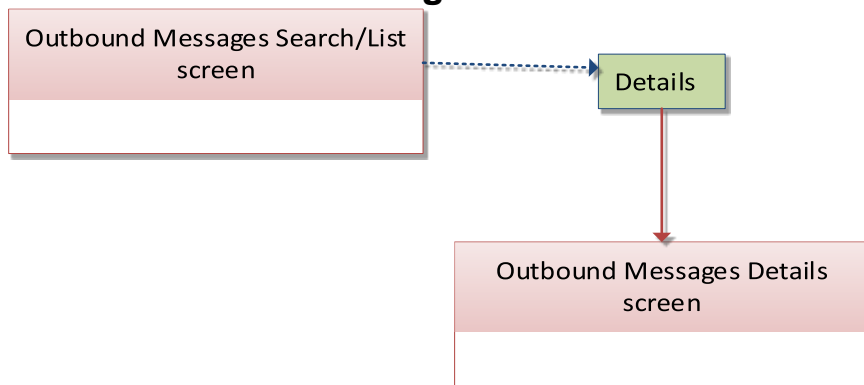 Outbound Messages Search/List
screen
Details
Outbound Messages Details
screen